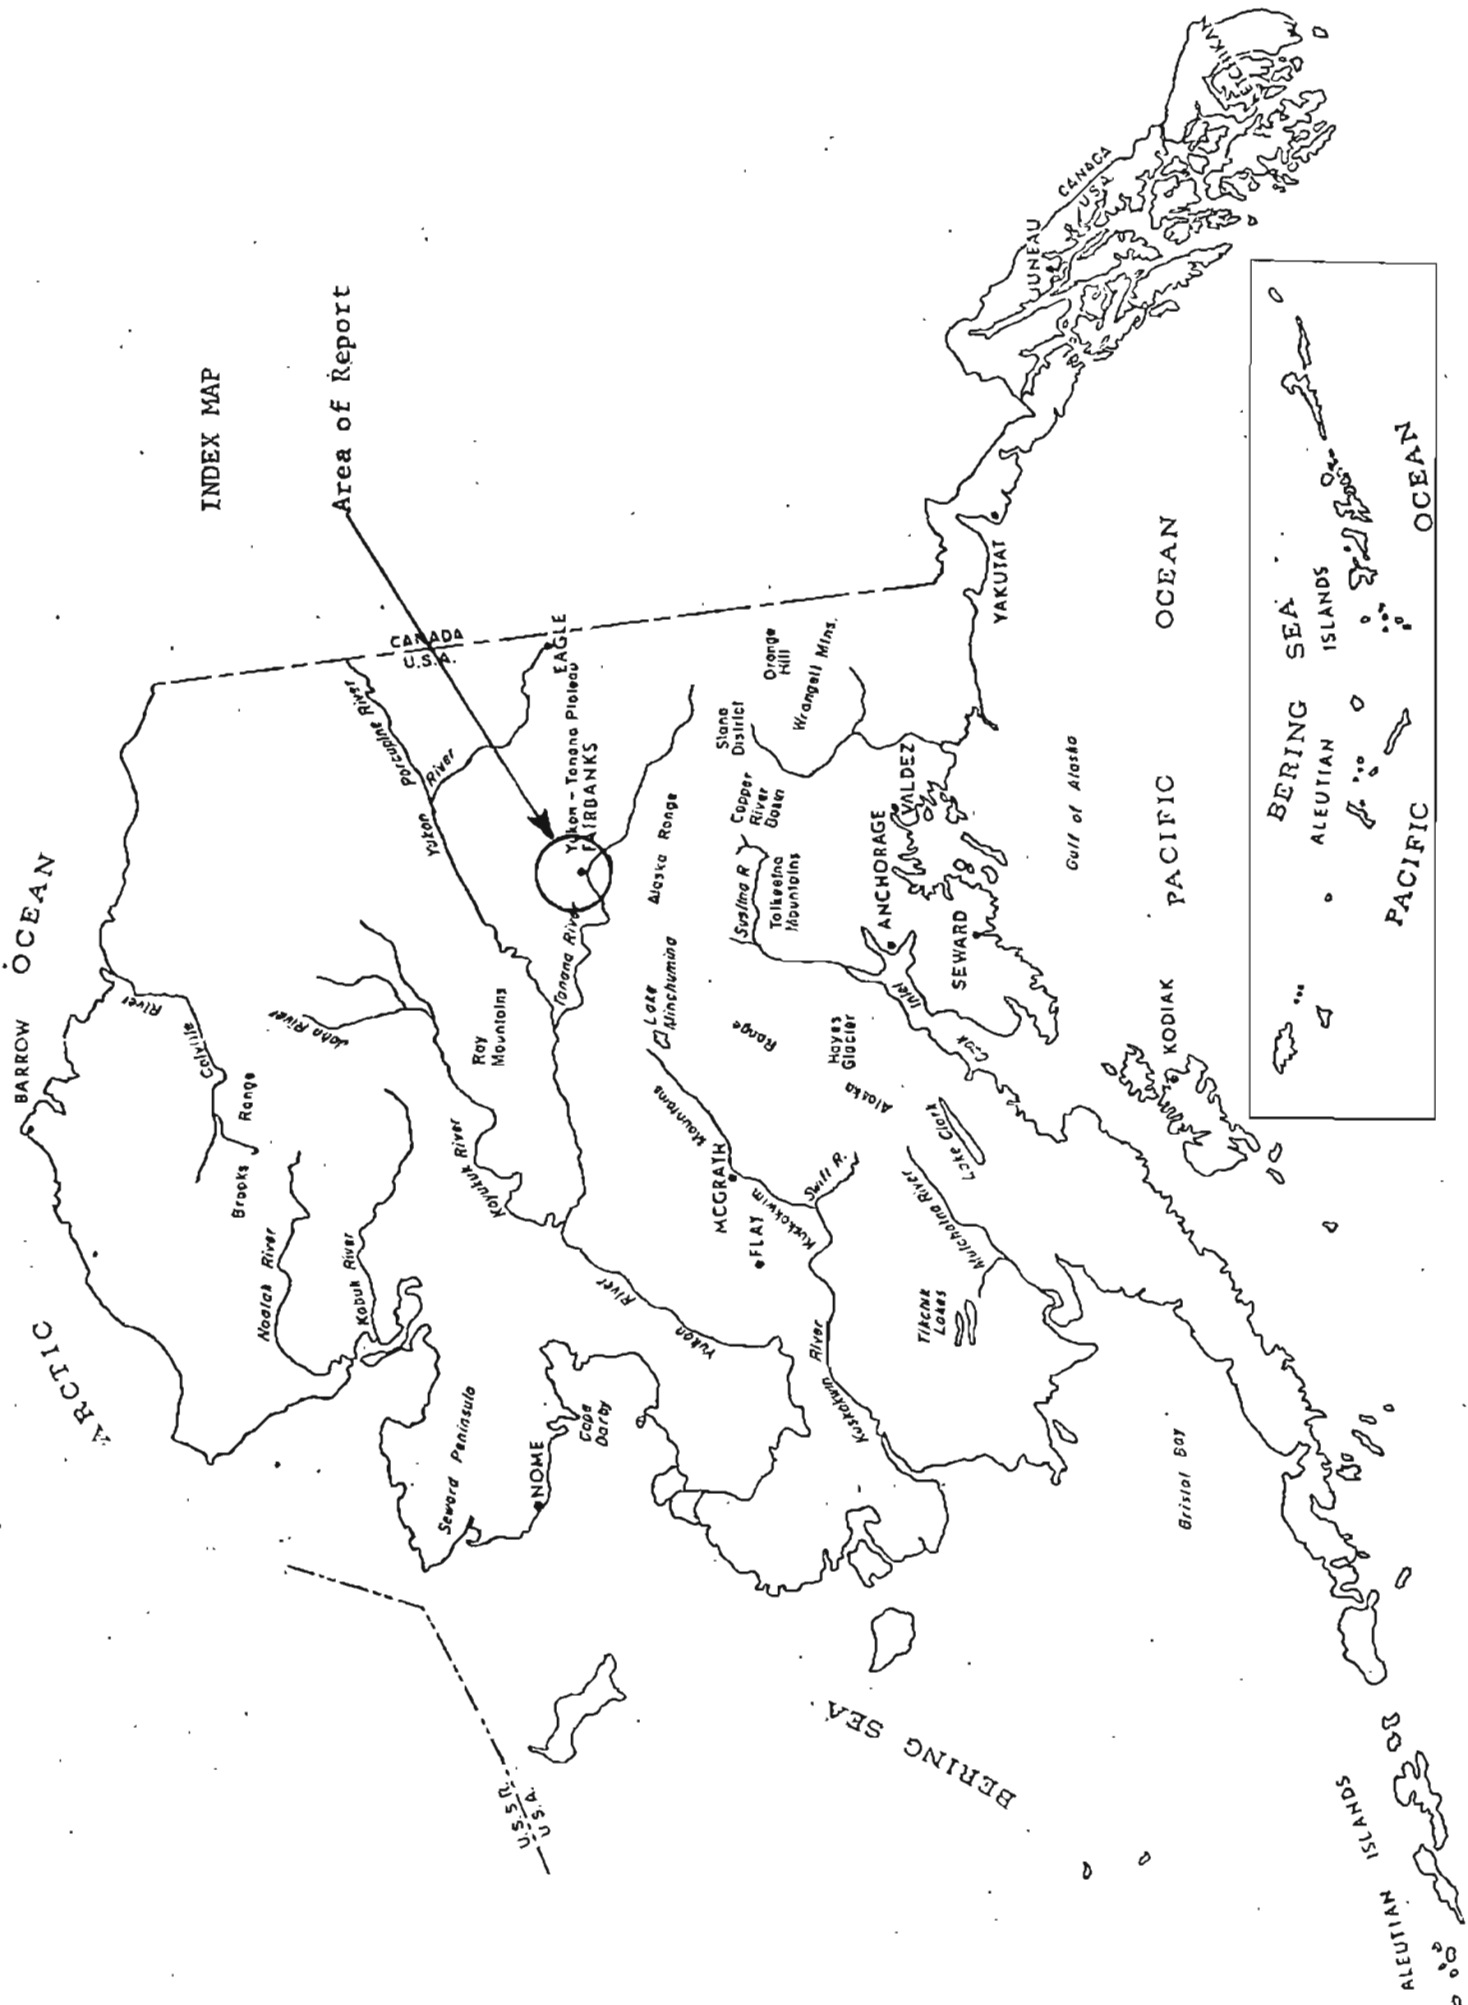 INDEX MAP
Area of Report
ARCTIC
OCEAN
BARROW
Colville
River
John River
Brooks
Range
Noatak River
Kobuk River
Koyukuk River
Ray
Mountains
Porcupine River
Yukon
River
CANADA
U.S.A.
EAGLE
Yukon - Tanana Plateau
FAIRBANKS
Tanana River
Seward Peninsula
NOME
Cape
Darby
Yukon
River
U.S.S.R.
U.S.A.
Lake
Minchumina
Alaska Range
Mountains
MCGRATH
FLAT
Kuskokwim
Swift R.
Kuskokwim
River
Alaska
Range
Hayes
Glacier
Lake Clark
Mulchatna River
Tikchik
Lakes
Susitna R
Talkeetna
Mountains
Copper
River
Basin
Slana
District
Orange
Hill
Wrangell Mtns.
ANCHORAGE
VALDEZ
SEWARD
Cook
Inlet
KODIAK
YAKUTAT
JUNEAU
CANADA
U.S.A.
KETCHIKAN
Gulf of Alaska
PACIFIC
OCEAN
Bristol Bay
BERING SEA
ALEUTIAN
ISLANDS
BERING
SEA
ALEUTIAN
ISLANDS
PACIFIC
OCEAN